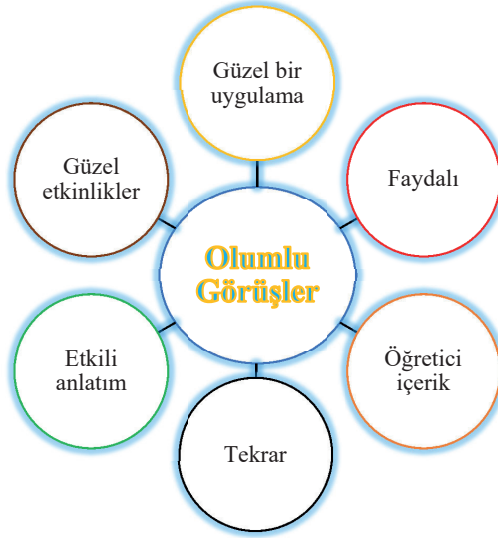 Güzel bir
uygulama
Güzel
etkinlikler
Faydalı
Olumlu
Görüşler
Etkili
anlatım
Öğretici
içerik
Tekrar